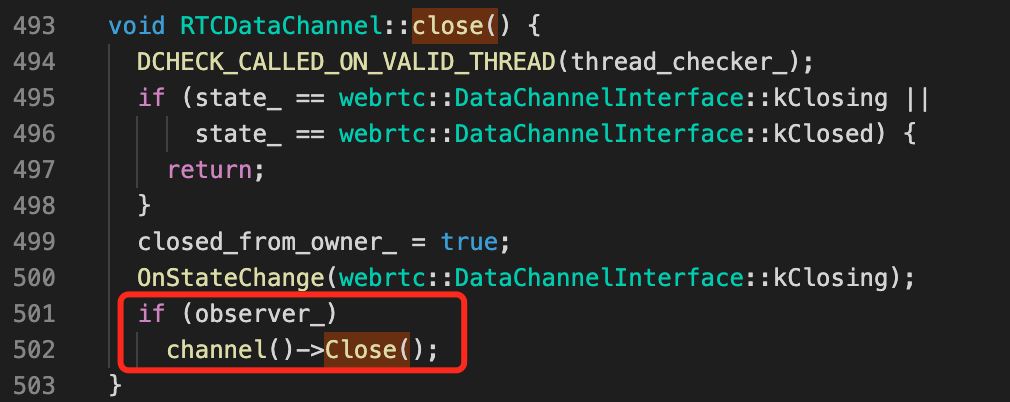 493 void RTCDataChannel::close() {
494 DCHECK_CALLED_ON_VALID_THREAD(thread_checker_);
495 if (state_ == webrtc::DataChannelInterface::kClosing ||
496 state_ == webrtc::DataChannelInterface::kClosed) {
497 return;
498 }
499 closed_from_owner_ = true;
500 OnStateChange(webrtc::DataChannelInterface::kClosing);
501 if (observer_)
502 channel()->Close();
503 }